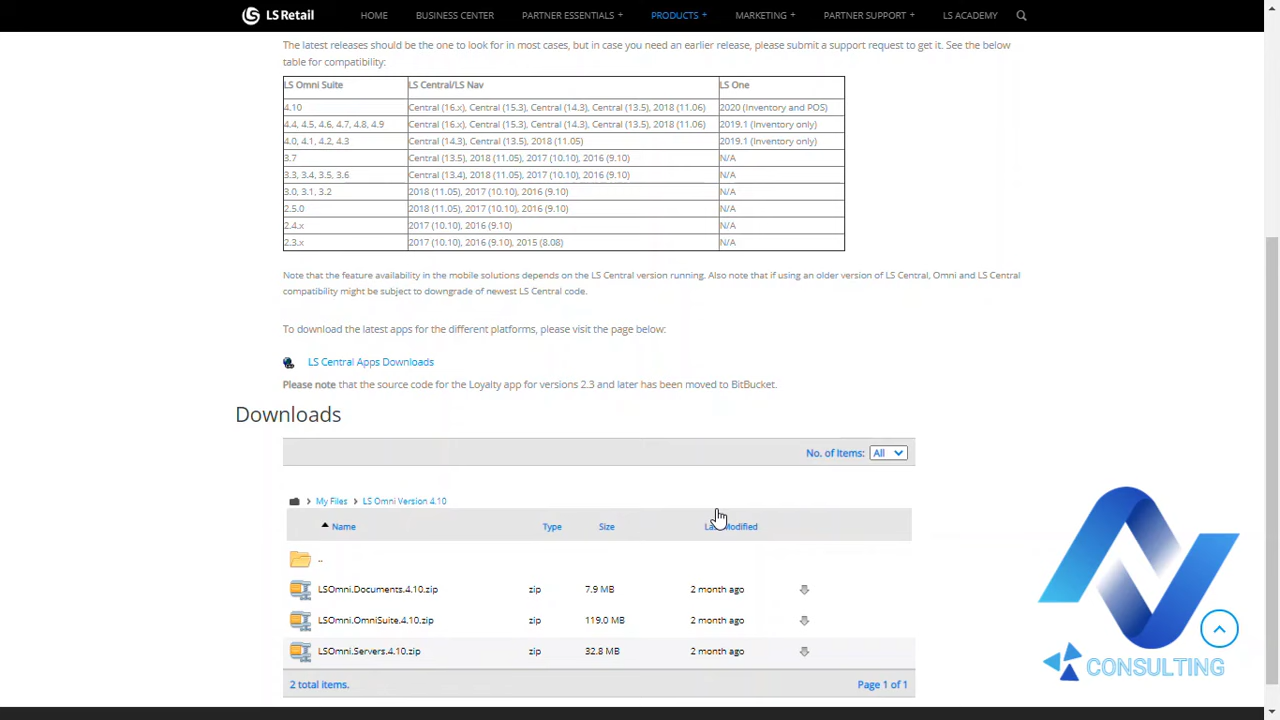 LS Retail HOME BUSINESS CENTER PARTNER ESSENTIALS + PRODUCTS + MARKETING + PARTNER SUPPORT + LS ACADEMY
The latest releases should be the one to look for in most cases, but in case you need an earlier release, please submit a support request to get it. See the below
table for compatibility:
LS Omni Suite LS Central/LS Nav LS One
4.10 Central (16.x), Central (15.3), Central (14.3), Central (13.5), 2018 (11.06) 2020 (Inventory and POS)
4.4, 4.5, 4.6, 4.7, 4.8, 4.9 Central (16.x), Central (15.3), Central (14.3), Central (13.5), 2018 (11.06) 2019.1 (Inventory only)
4.0, 4.1, 4.2, 4.3 Central (14.3), Central (13.5), 2018 (11.05) 2019.1 (Inventory only)
3.7 Central (13.5), 2018 (11.05), 2017 (10.10), 2016 (9.10) N/A
3.3, 3.4, 3.5, 3.6 Central (13.4), 2018 (11.05), 2017 (10.10), 2016 (9.10) N/A
3.0, 3.1, 3.2 2018 (11.05), 2017 (10.10), 2016 (9.10) N/A
2.5.0 2018 (11.05), 2017 (10.10), 2016 (9.10) N/A
2.4.x 2017 (10.10), 2016 (9.10) N/A
2.3.x 2017 (10.10), 2016 (9.10), 2015 (8.08) N/A
Note that the feature availability in the mobile solutions depends on the LS Central version running. Also note that if using an older version of LS Central, Omni and LS Central
compatibility might be subject to downgrade of newest LS Central code.
To download the latest apps for the different platforms, please visit the page below:
LS Central Apps Downloads
Please note that the source code for the Loyalty app for versions 2.3 and later has been moved to BitBucket.
Downloads
No. of Items: All
My Files > LS Omni Version 4.10
Name Type Size Last Modified
..
LSOmni.Documents.4.10.zip zip 7.9 MB 2 month ago
LSOmni.OmniSuite.4.10.zip zip 119.0 MB 2 month ago
LSOmni.Servers.4.10.zip zip 32.8 MB 2 month ago
2 total items. Page 1 of 1
CONSULTING